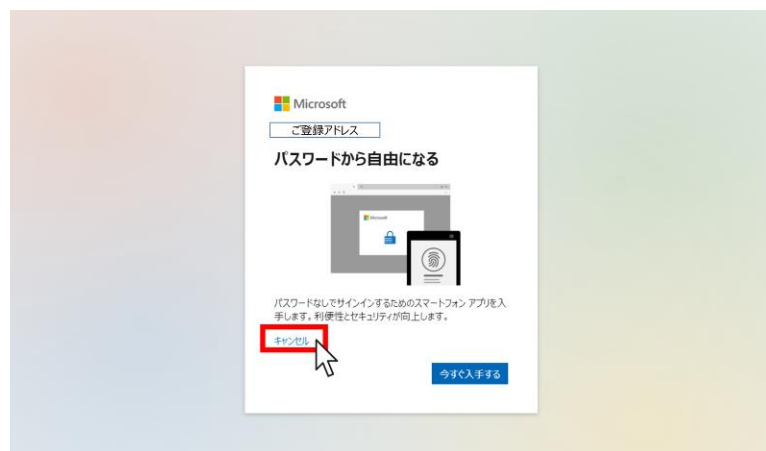 Microsoft
ご登録アドレス
パスワードから自由になる
Microsoft
パスワードなしでサインインするためのスマートフォン アプリを入
手します。利便性とセキュリティが向上します。
キャンセル
今すぐ入手する